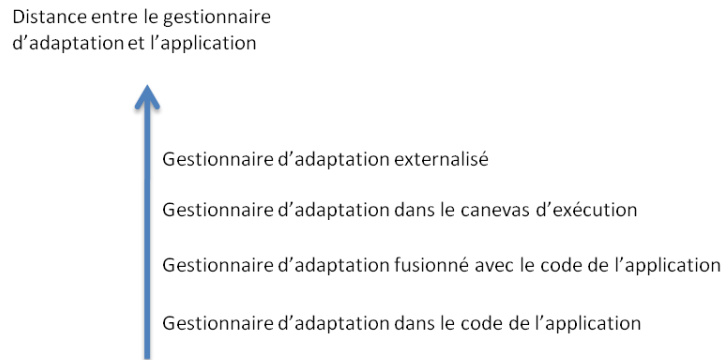 Distance entre le gestionnaire
d’adaptation et l’application
Gestionnaire d’adaptation externalisé
Gestionnaire d’adaptation dans le canevas d’exécution
Gestionnaire d’adaptation fusionné avec le code de l’application
Gestionnaire d’adaptation dans le code de l’application